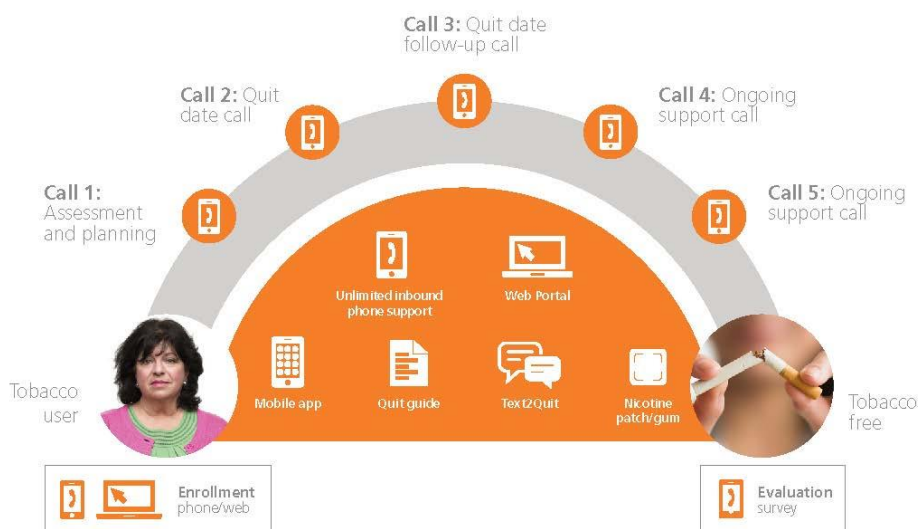 Call 3: Quit date
follow-up call
Call 2: Quit
date call
Call 4: Ongoing
support call
Call 1:
Assessment
and planning
Call 5: Ongoing
support call
Unlimited inbound
phone support
Web Portal
Mobile app
Quit guide
Text2Quit
Nicotine
patch/gum
Tobacco
user
Tobacco
free
Enrollment
phone/web
Evaluation
survey